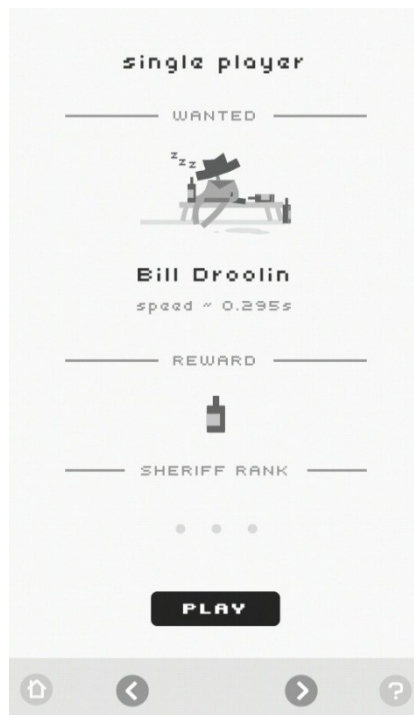 single player
WANTED
zzz
Bill Droolin
speed ~ 0.295s
REWARD
SHERIFF RANK
PLAY
?